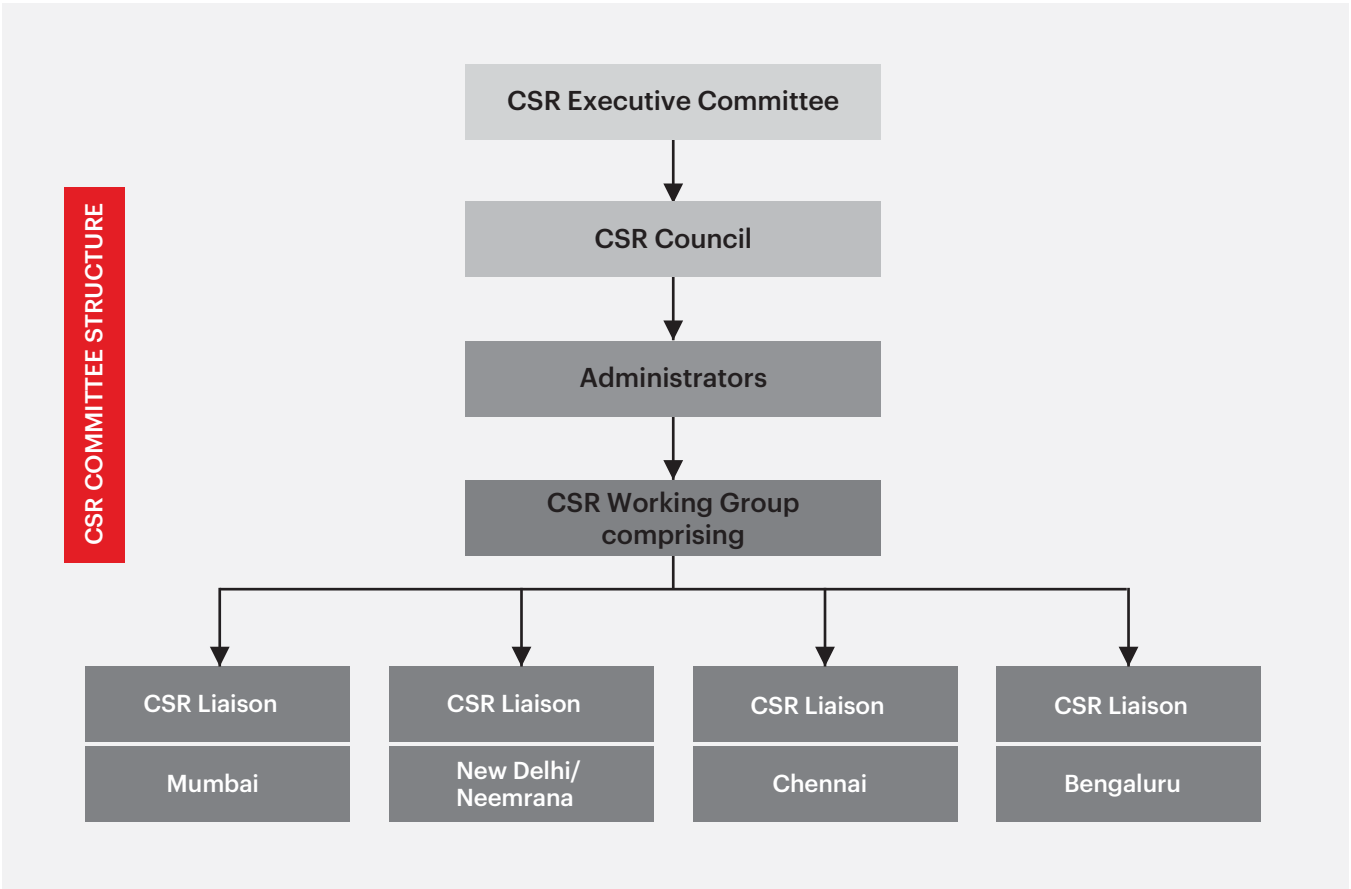 CSR COMMITTEE STRUCTURE
CSR Executive Committee
CSR Council
Administrators
CSR Working Group
comprising
CSR Liaison
Mumbai
CSR Liaison
New Delhi/
Neemrana
CSR Liaison
Chennai
CSR Liaison
Bengaluru